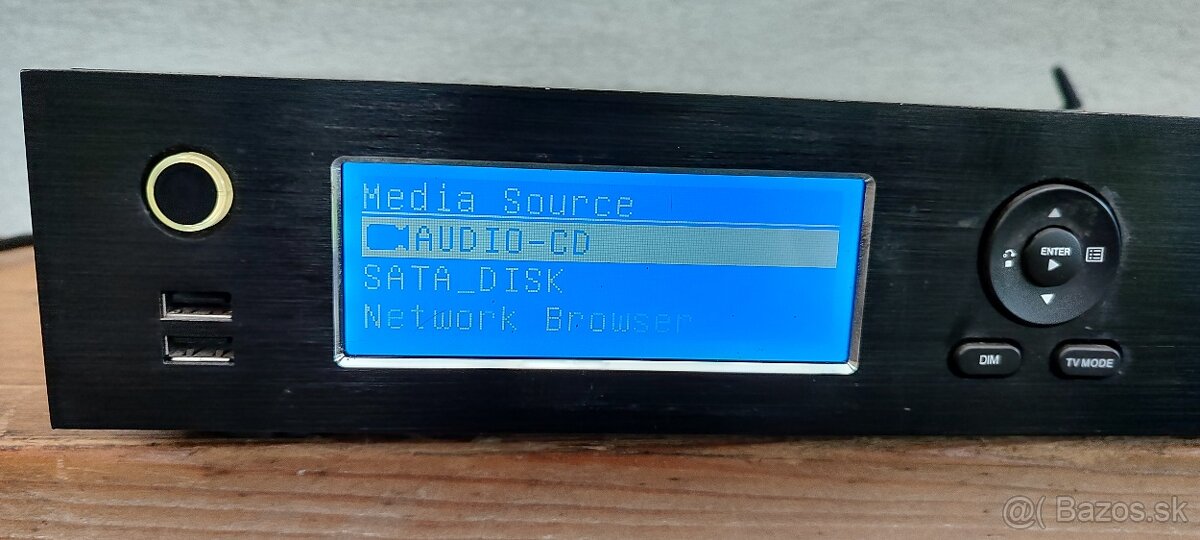 Media Source
AUDIO-CD
SATA_DISK
Network Browser
ENTER
DIM
TV MODE
@( Bazos.sk